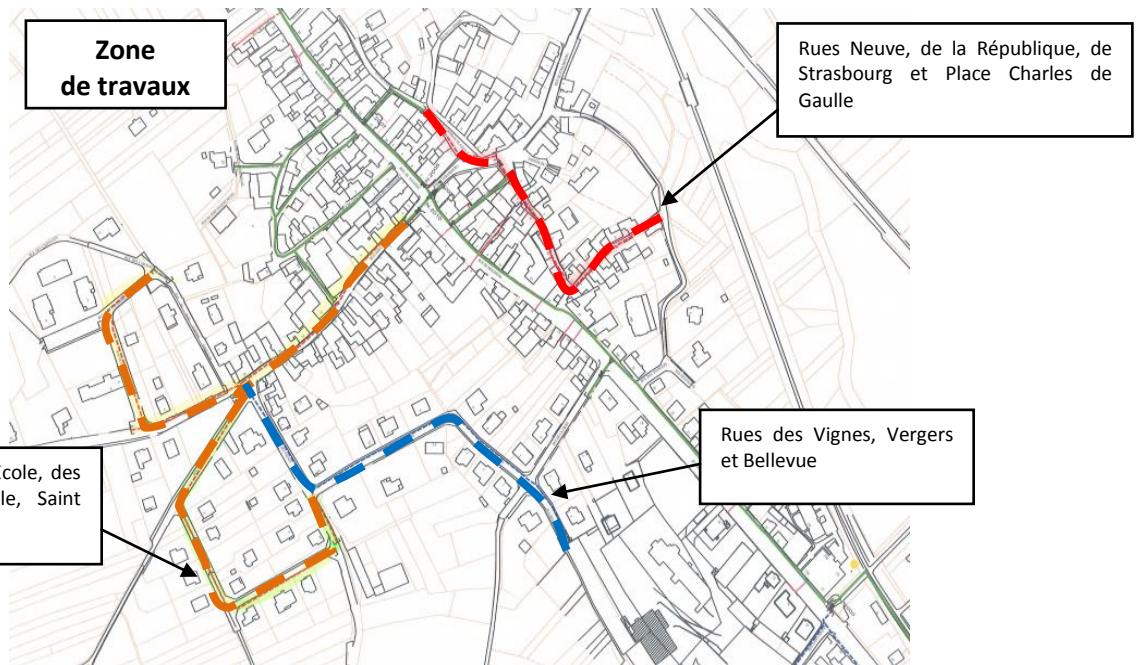 Zone
de travaux
Rues Neuve, de la République, de
Strasbourg et Place Charles de
Gaulle
Rues des Vignes, Vergers
et Bellevue
cole, des
le, Saint